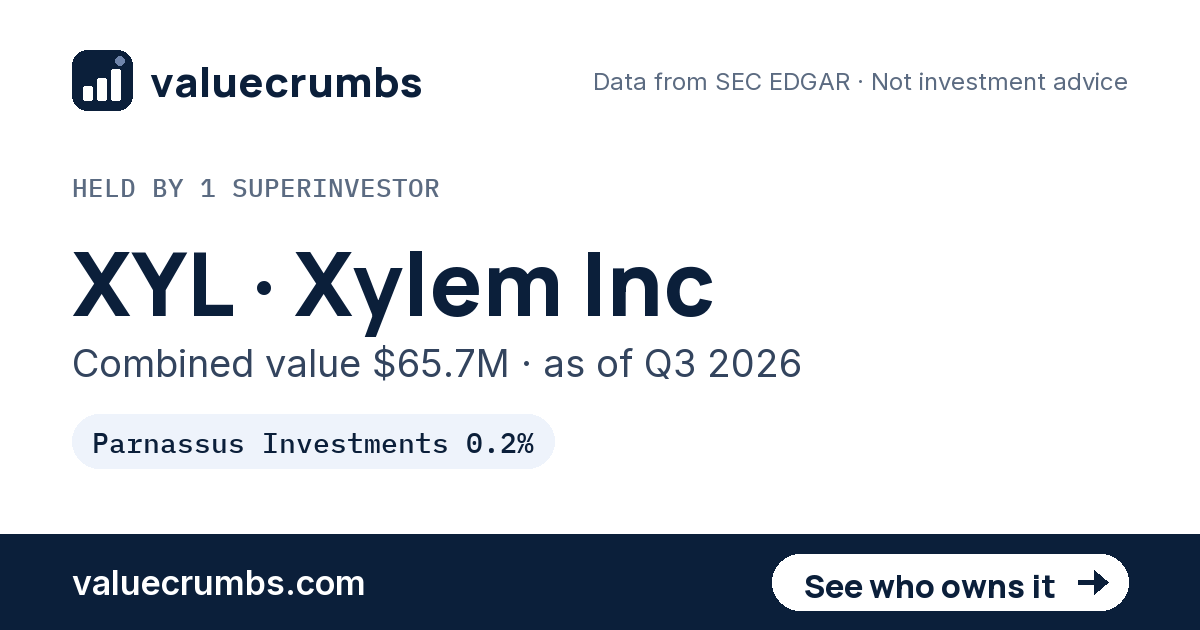 valuecrumbs
Data from SEC EDGAR · Not investment advice
HELD BY 1 SUPERINVESTOR
XYL · Xylem Inc
Combined value $65.7M · as of Q3 2026
Parnassus Investments 0.2%
valuecrumbs.com
See who owns it →